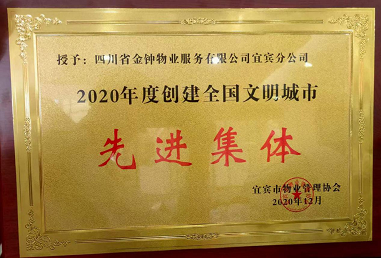 授予：四川省金钟物业服务有限公司宜宾分公司
2020年度创建全国文明城市
先进集体
宜宾市物业管理协会
2020年12月